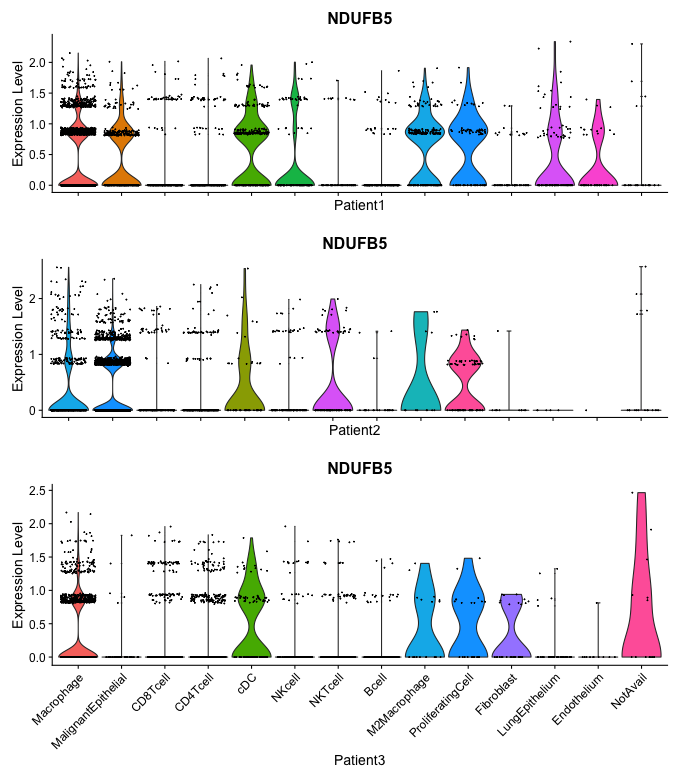 NDUFB5
Expression Level
2.0
1.5
1.0
0.5
0.0
Patient1
NDUFB5
Expression Level
2
1
0
Patient2
NDUFB5
Expression Level
2.5
2.0
1.5
1.0
0.5
0.0
Macrophage
MalignantEpithelial
CD8Tcell
CD4Tcell
cDC
NKcell
NKTcell
Bcell
M2Macrophage
ProliferatingCell
Fibroblast
LungEpithelium
Endothelium
NotAvail
Patient3